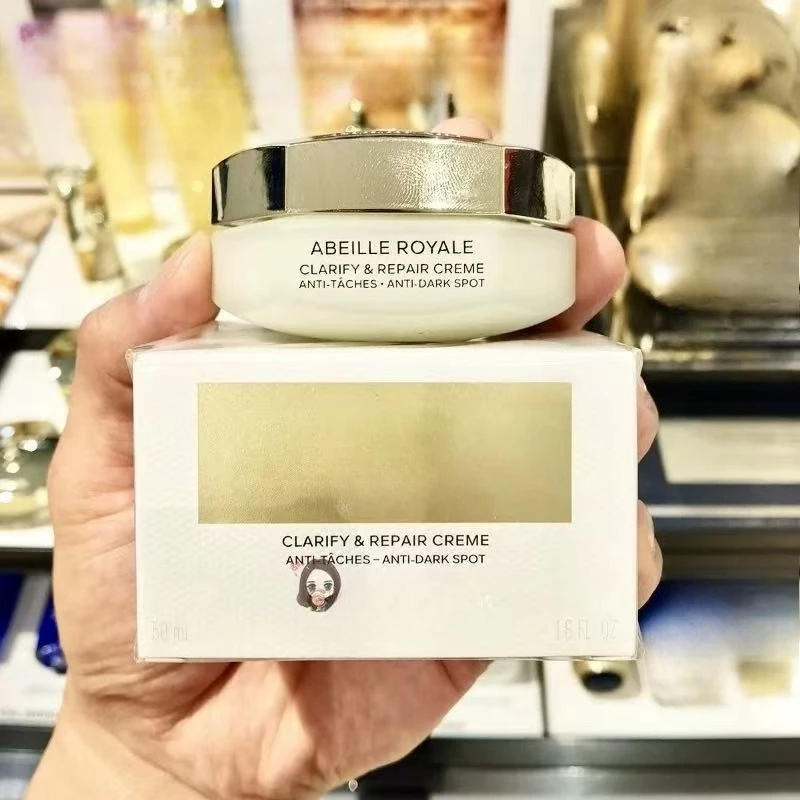 ABEILLE ROYALE
CLARIFY & REPAIR CREME
ANTI-TÂCHES • ANTI-DARK SPOT
CLARIFY & REPAIR CREME
ANTI-TÂCHES – ANTI-DARK SPOT
50 ml
1.6 FL. OZ